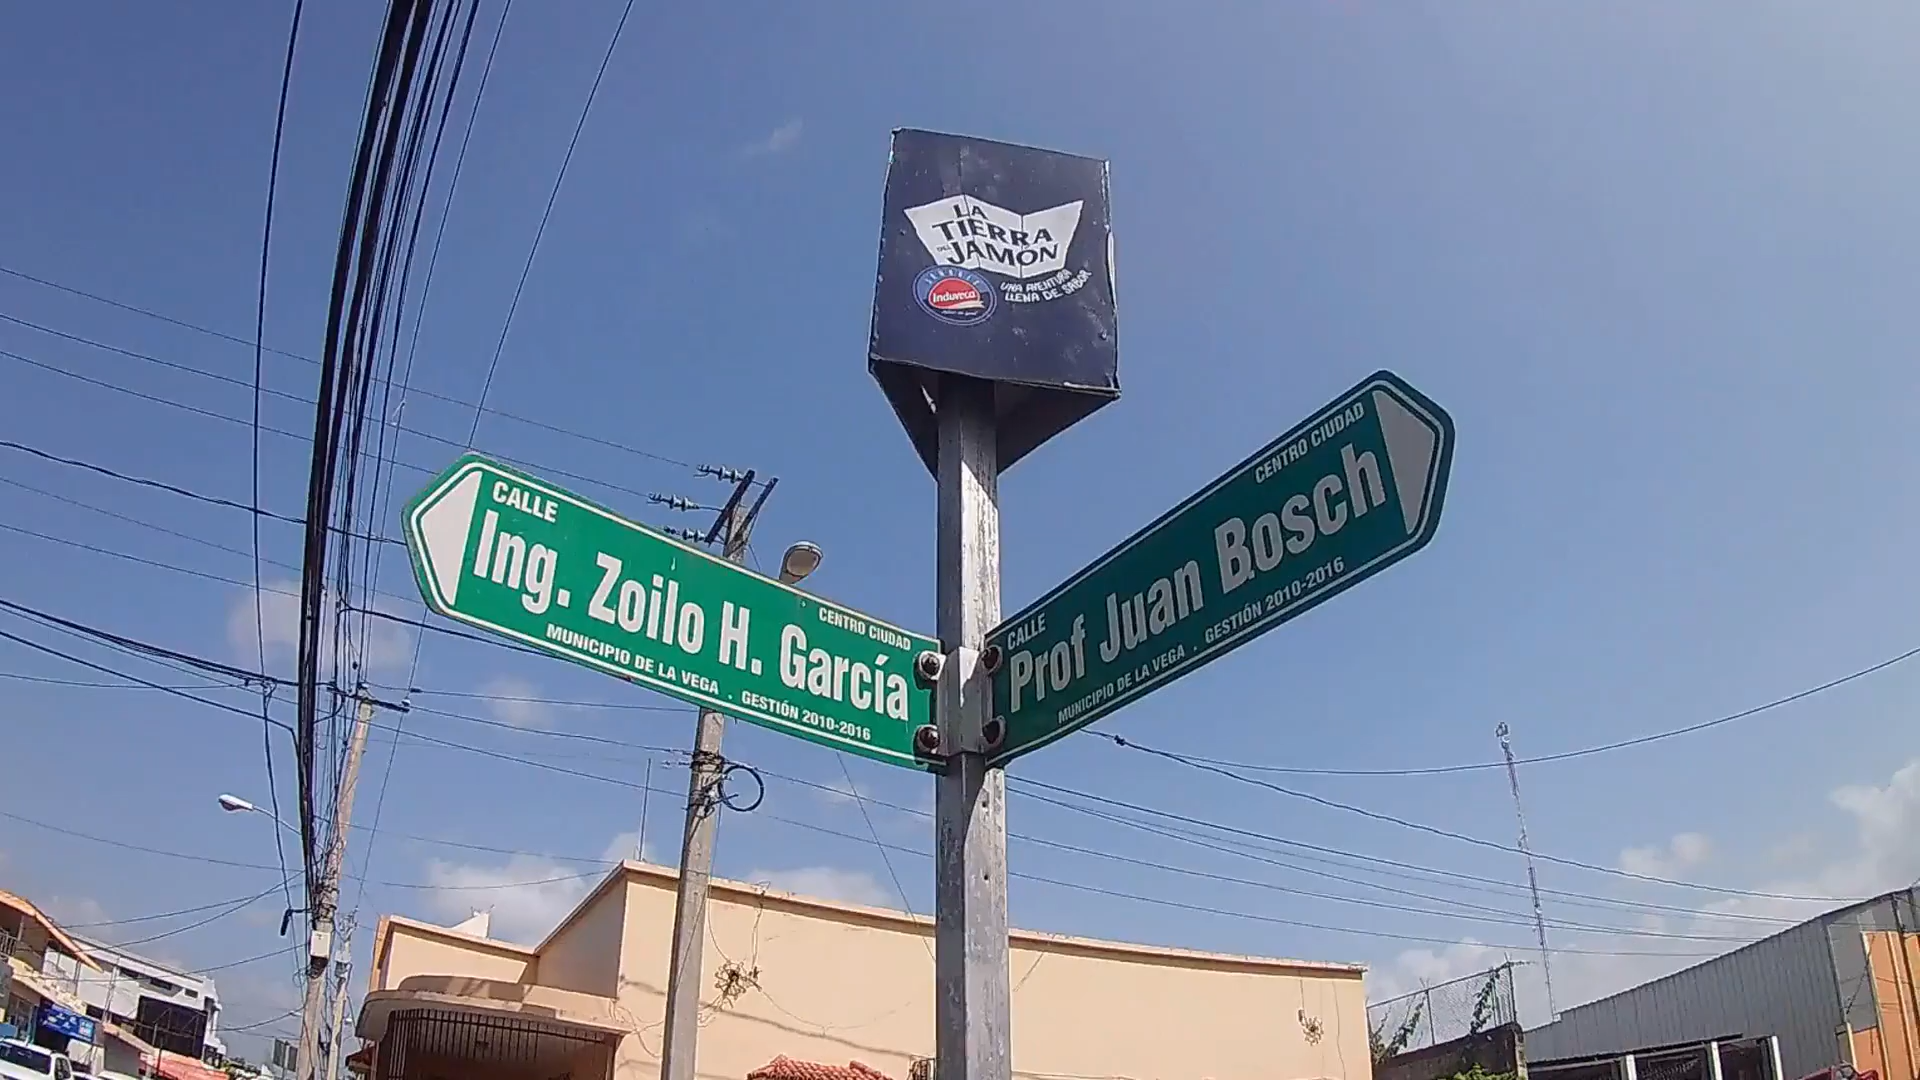 LA
TIERRA
DEL JAMÓN
Induveca
UNA AVENTURA
LLENA DE SABOR
CALLE
Ing. Zoilo H. García
CENTRO CIUDAD
MUNICIPIO DE LA VEGA . GESTIÓN 2010-2016
CENTRO CIUDAD
CALLE
Prof Juan Bosch
MUNICIPIO DE LA VEGA . GESTIÓN 2010-2016